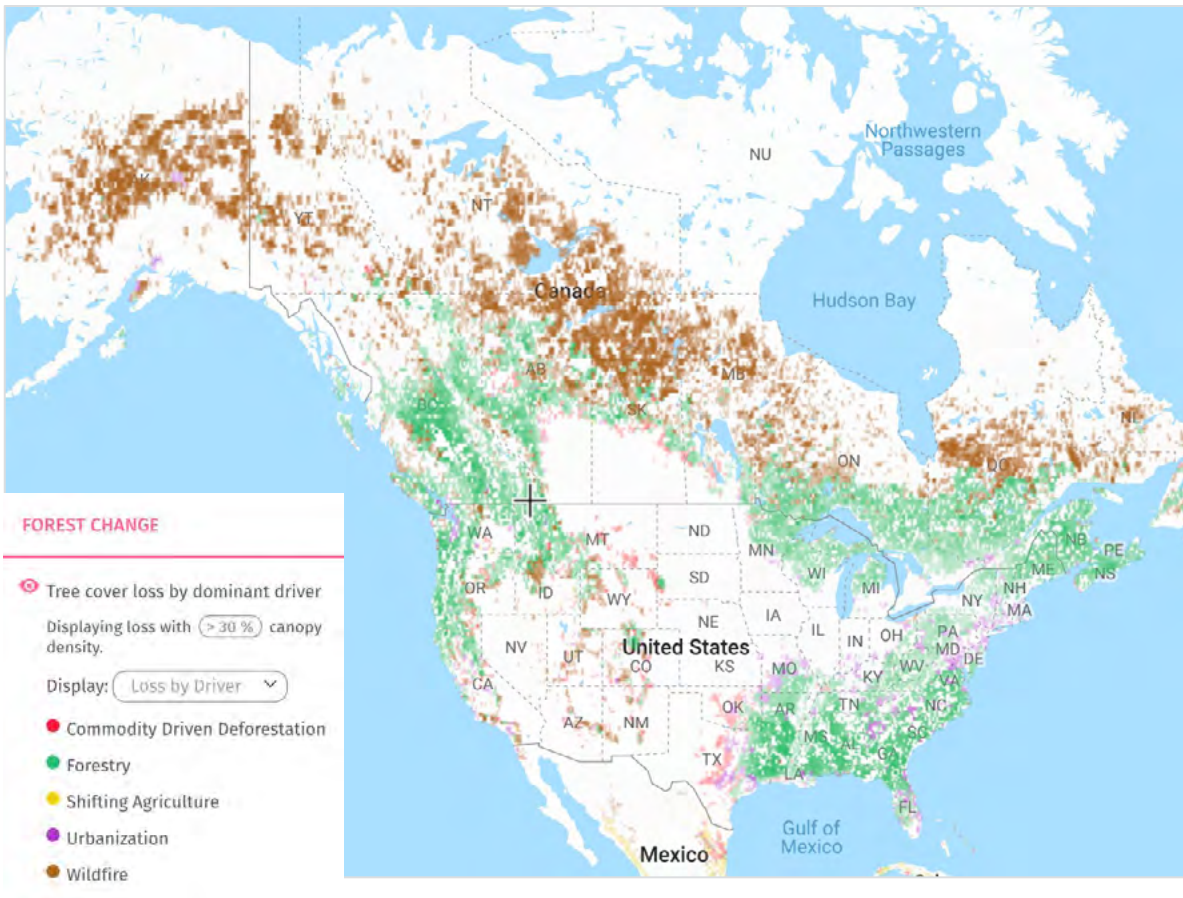 Northwestern
Passages
NU
K
NT
YT
Canada
Hudson Bay
AB
MB
BC
SK
NL
ON
QC
NB
PE
WA
MT
ND
MN
ME
NS
OR
ID
SD
WI
MI
NH
WY
NY
MA
NE
IA
IL
IN
OH
PA
NV
UT
CO
United States
KS
MO
MD
DE
WV
KY
VA
CA
AZ
NM
OK
AR
TN
NC
MS
AL
SC
GA
TX
LA
FL
Gulf of
Mexico
Mexico
FOREST CHANGE
Tree cover loss by dominant driver
Displaying loss with > 30 % canopy
density.
Display: Loss by Driver
Commodity Driven Deforestation
Forestry
Shifting Agriculture
Urbanization
Wildfire